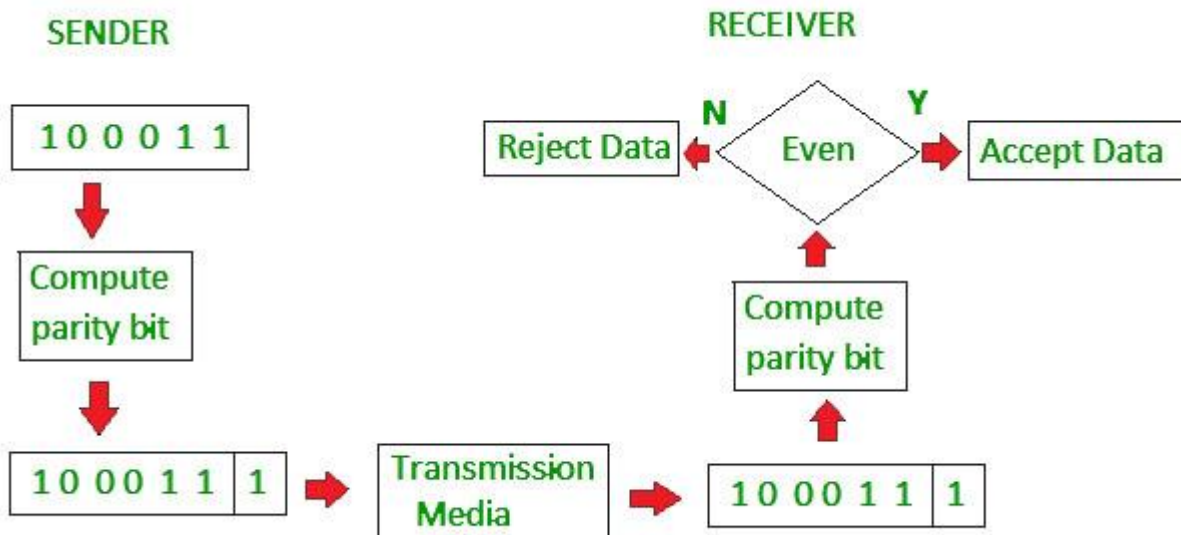 SENDER
1 0 0 0 1 1
Compute
parity bit
1 0 0 0 1 1 1
Transmission
Media
RECEIVER
N
Y
Reject Data
Even
Accept Data
Compute
parity bit
1 0 0 0 1 1 1